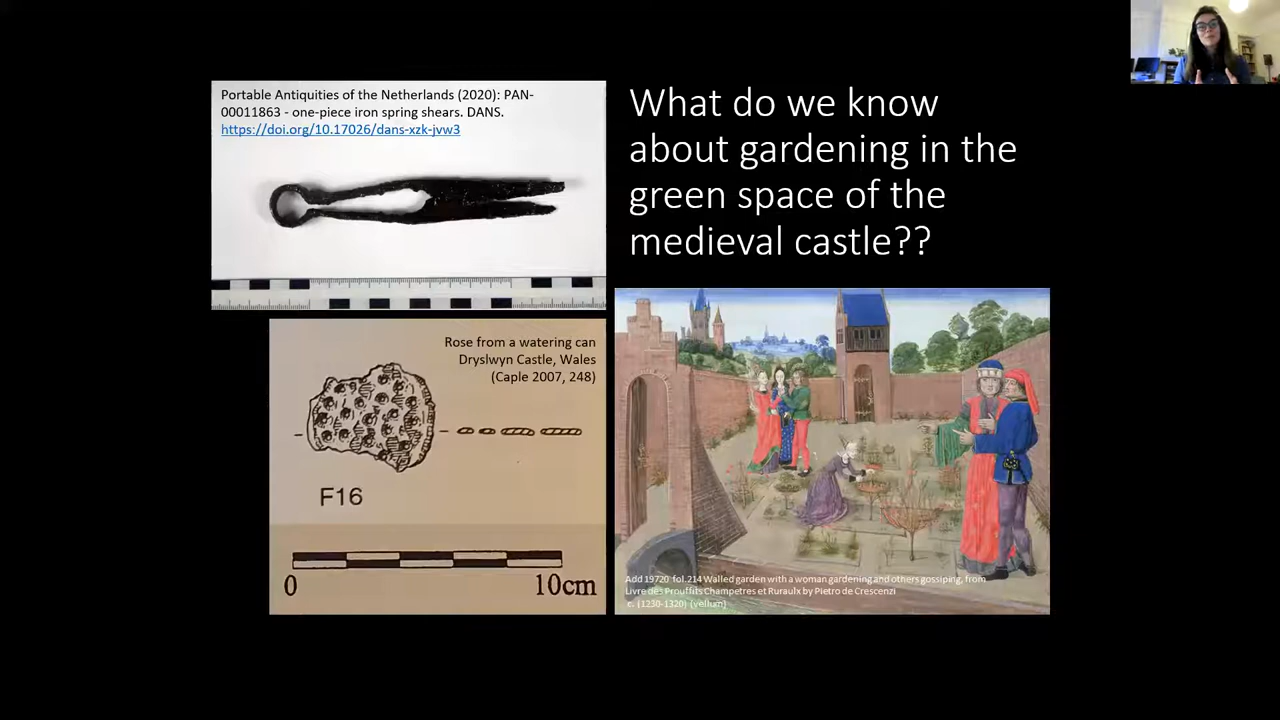 Portable Antiquities of the Netherlands (2020): PAN-
00011863 - one-piece iron spring shears. DANS.
https://doi.org/10.17026/dans-xzk-jvw3
What do we know
about gardening in the
green space of the
medieval castle??
Rose from a watering can
Dryslwyn Castle, Wales
(Caple 2007, 248)
F16
0 10cm
Add 19720 fol.214 Walled garden with a woman gardening and others gossiping, from
Livre des Prouffits Champetres et Ruraulx by Pietro de Crescenzi
c. (1230-1320) (vellum)